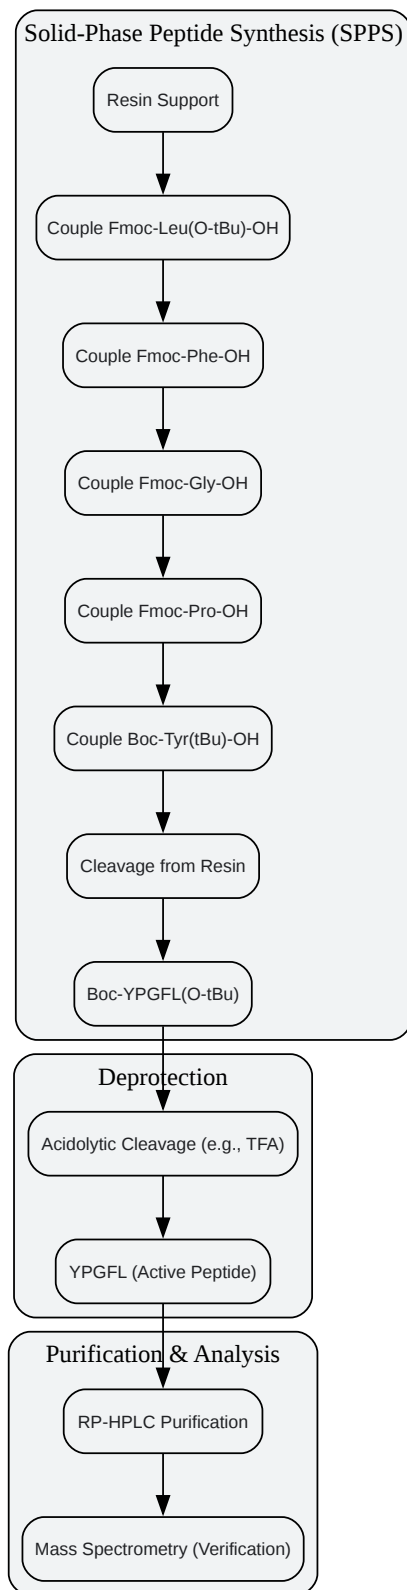 Solid-Phase Peptide Synthesis (SPPS)
Resin Support
Couple Fmoc-Leu(O-tBu)-OH
Couple Fmoc-Phe-OH
Couple Fmoc-Gly-OH
Couple Fmoc-Pro-OH
Couple Boc-Tyr(tBu)-OH
Cleavage from Resin
Boc-YPGFL(O-tBu)
Deprotection
Acidolytic Cleavage (e.g., TFA)
YPGFL (Active Peptide)
Purification & Analysis
RP-HPLC Purification
Mass Spectrometry (Verification)